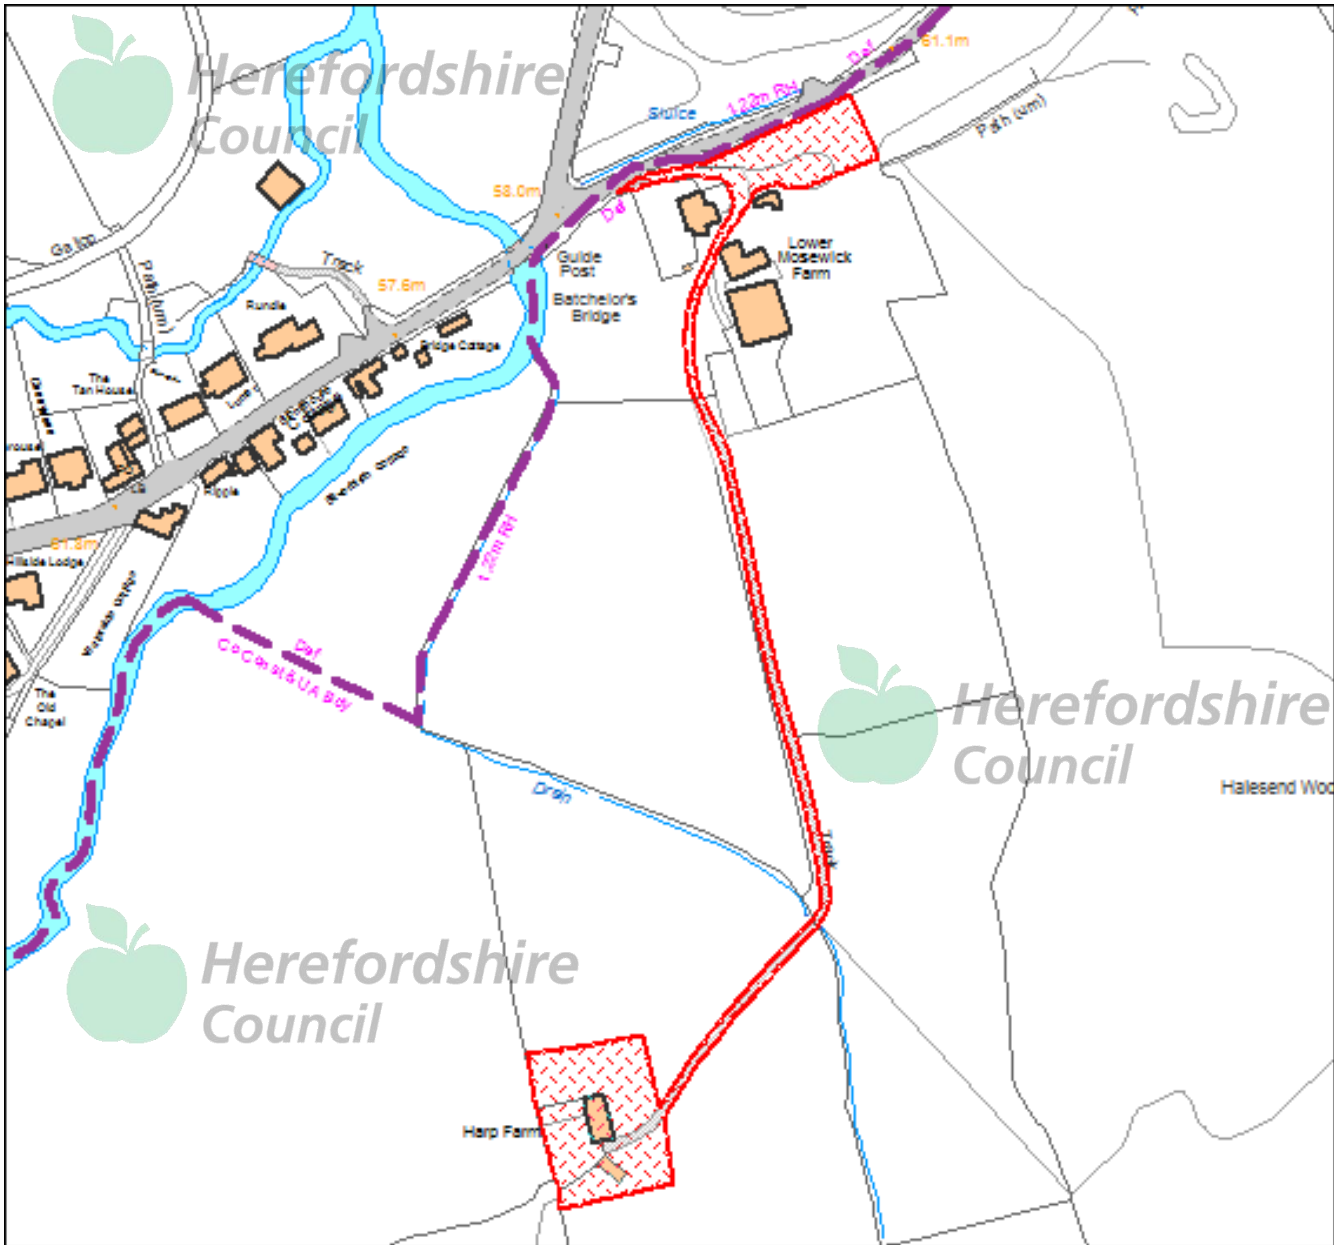 Herefordshire
Council
61.1m
Def
1.22m RH
Sluice
Path (um)
58.0m
Def
Gallop
Track
Path (um)
Guide
Post
Lower
Mosewick
Farm
57.6m
Rundle
Batchelor's
Bridge
Bridge Cottage
The
Tan House
Ripple
61.8m
Hillside Lodge
1.22m RH
Def
Co Const & UA Bdy
The
Old
Chapel
Herefordshire
Council
Halesend Woo
Drain
Track
Herefordshire
Council
Harp Farm